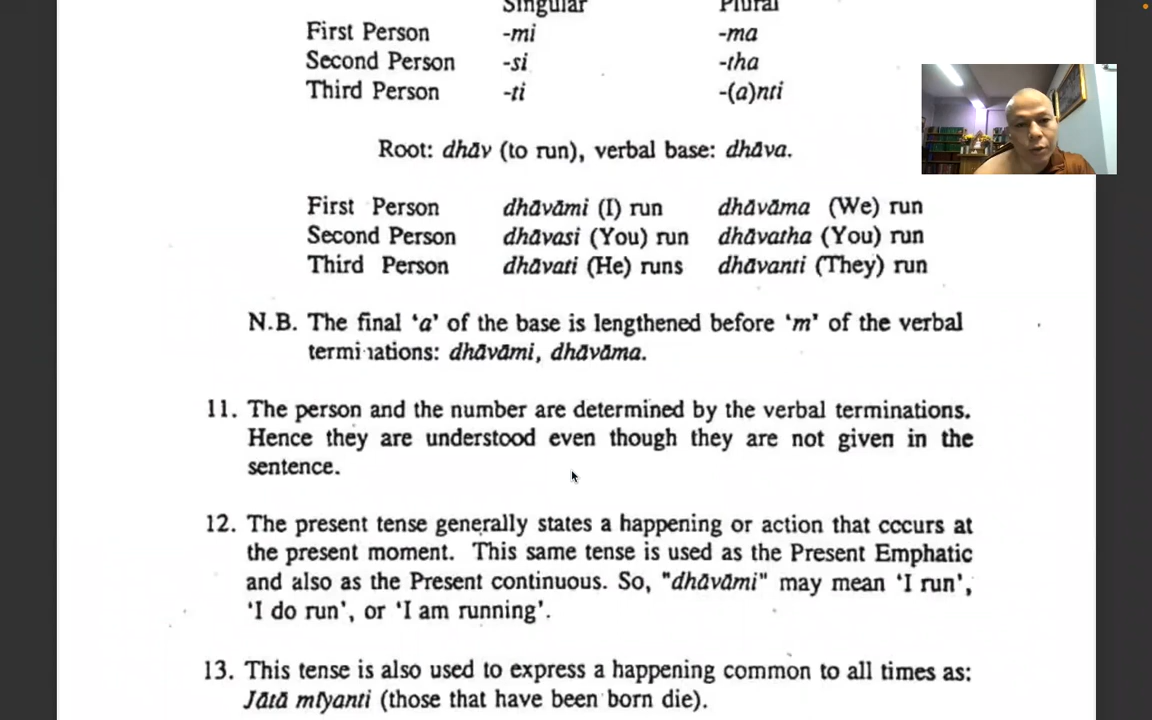 Singular Plural
First Person -mi -ma
Second Person -si -tha
Third Person -ti -(a)nti
Root: dhāv (to run), verbal base: dhāva.
First Person dhāvāmi (I) run dhāvāma (We) run
Second Person dhāvasi (You) run dhāvatha (You) run
Third Person dhāvati (He) runs dhāvanti (They) run
N.B. The final ‘a’ of the base is lengthened before ‘m’ of the verbal
termi iations: dhāvāmi, dhāvāma.
11. The person and the number are determined by the verbal terminations.
Hence they are understood even though they are not given in the
sentence.
12. The present tense generally states a happening or action that cccurs at
the present moment. This same tense is used as the Present Emphatic
and also as the Present continuous. So, "dhāvāmi" may mean ‘I run’,
‘I do run’, or ‘I am running’.
13. This tense is also used to express a happening common to all times as:
Jātā mīyanti (those that have been born die).